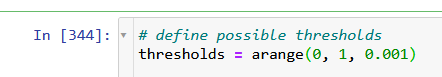 In [344]: # define possible thresholds
thresholds = arange(0, 1, 0.001)